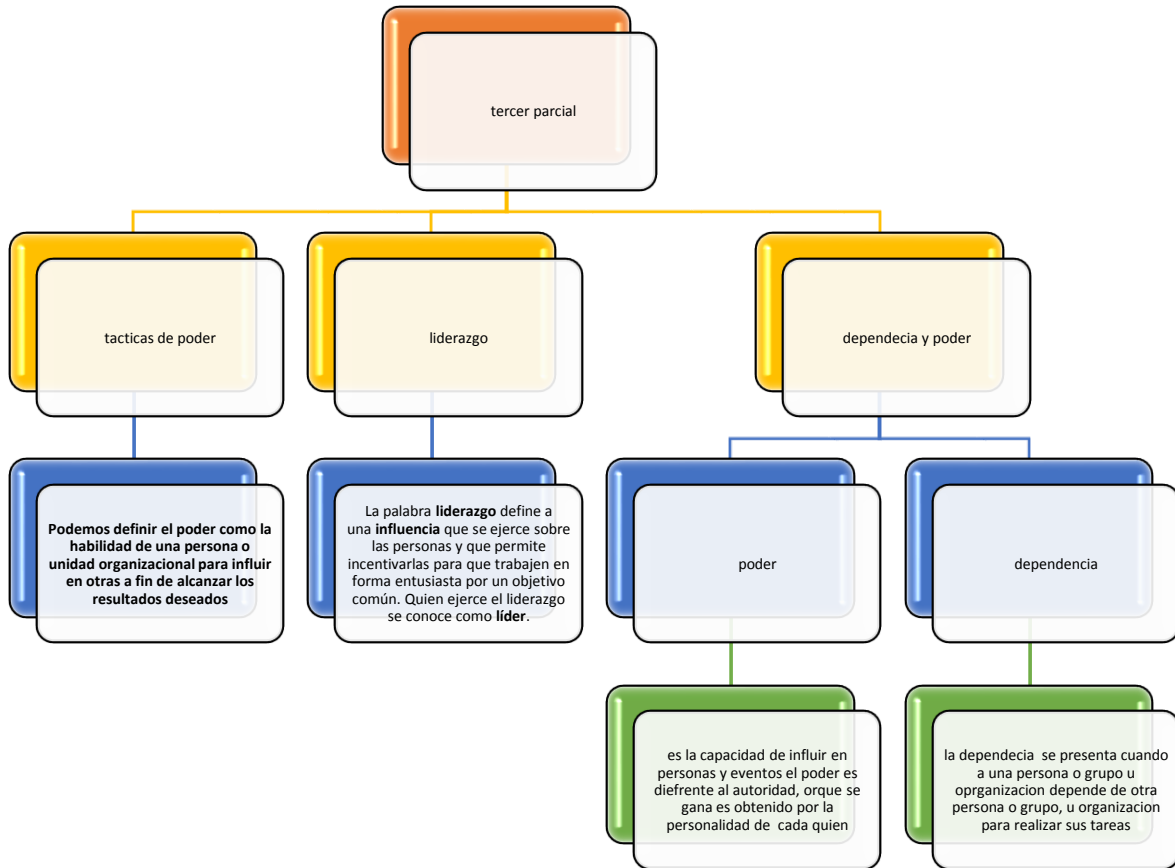 tercer parcial
tacticas de poder
liderazgo
dependecia y poder
Podemos definir el poder como la
habilidad de una persona o
unidad organizacional para influir
en otras a fin de alcanzar los
resultados deseados
La palabra liderazgo define a
una influencia que se ejerce sobre
las personas y que permite
incentivarlas para que trabajen en
forma entusiasta por un objetivo
común. Quien ejerce el liderazgo
se conoce como líder.
poder
dependencia
es la capacidad de influir en
personas y eventos el poder es
diefrente al autoridad, orque se
gana es obtenido por la
personalidad de cada quien
la dependecia se presenta cuando
a una persona o grupo u
oprganizacion depende de otra
persona o grupo, u organizacion
para realizar sus tareas